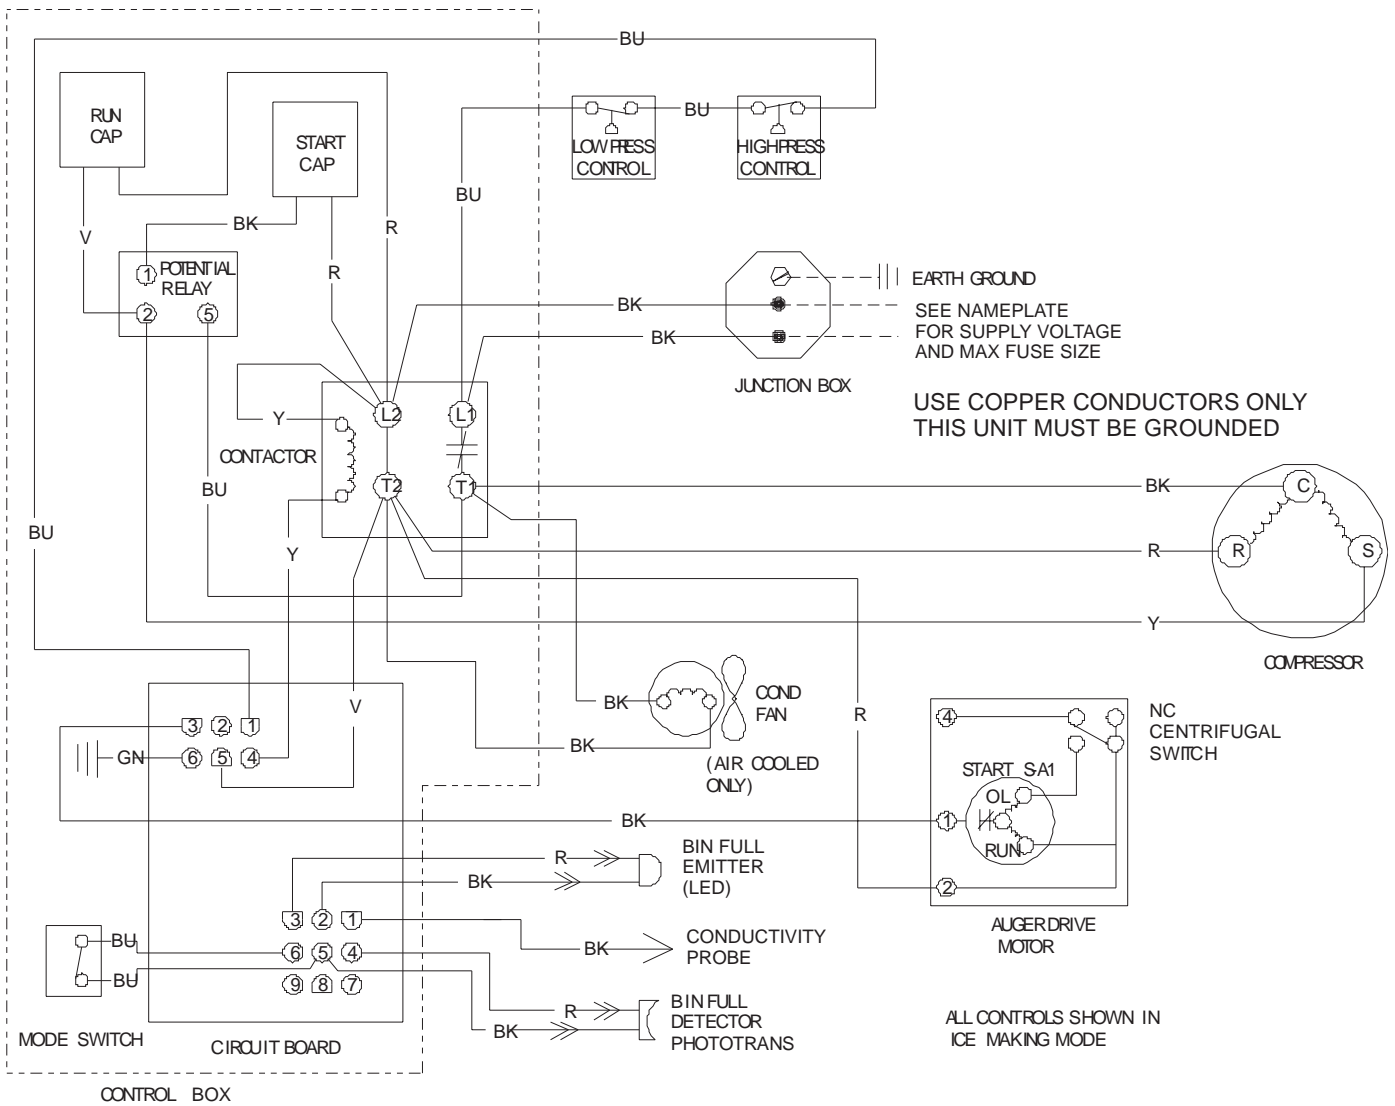 BU
RUN
CAP
START
CAP
BU
LOW PRESS
CONTROL
HIGH PRESS
CONTROL
BU
BK
R
V
R
1
POTENTIAL
RELAY
2
5
EARTH GROUND
BK
SEE NAMEPLATE
FOR SUPPLY VOLTAGE
AND MAX FUSE SIZE
BK
JUNCTION BOX
USE COPPER CONDUCTORS ONLY
THIS UNIT MUST BE GROUNDED
Y
L2
L1
CONTACTOR
T2
T1
BU
BK
C
BU
Y
R
R
S
Y
COMPRESSOR
V
BK
COND
FAN
R
BK
(AIR COOLED
ONLY)
3 2 1
GN
6 5 4
4
NC
CENTRIFUGAL
SWITCH
START S-A1
OL
BK
1
RUN
2
AUGER DRIVE
MOTOR
R
BK
BIN FULL
EMITTER
(LED)
3 2 1
BU
6 5 4
BK
CONDUCTIVITY
PROBE
BU
9 8 7
R
BK
BIN FULL
DETECTOR
PHOTOTRANS
MODE SWITCH
CIRCUIT BOARD
ALL CONTROLS SHOWN IN
ICE MAKING MODE
CONTROL BOX